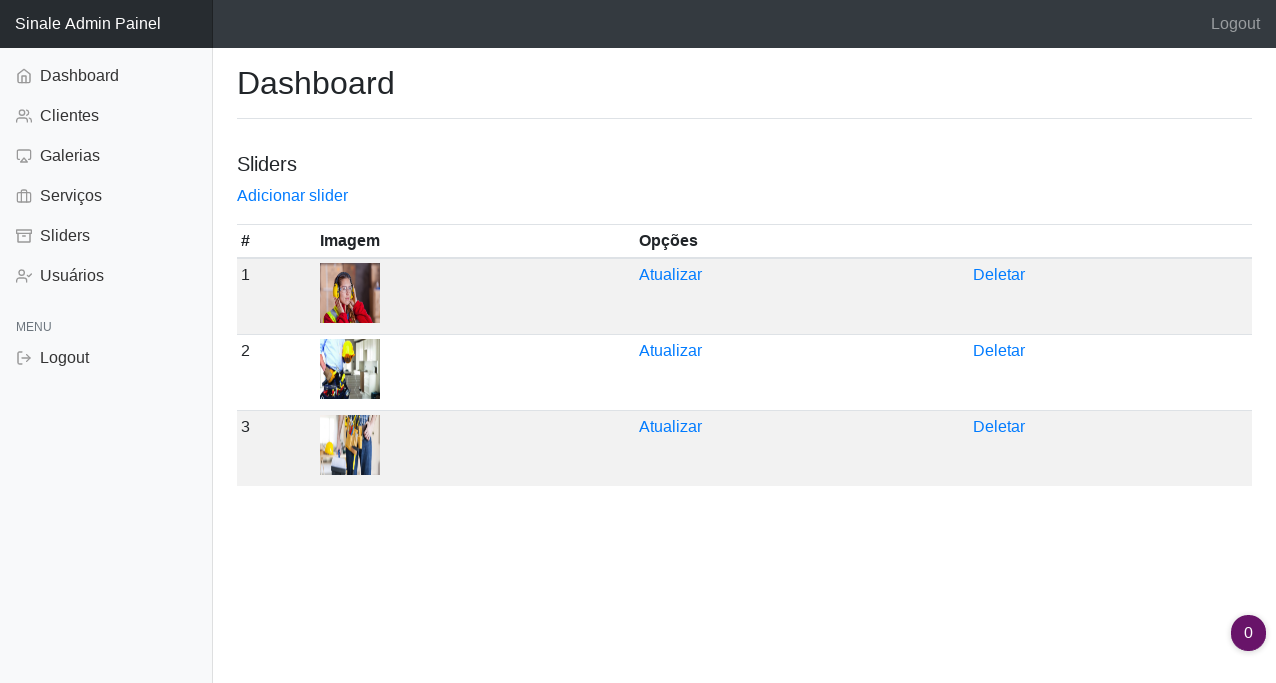 Sinale Admin Painel
Logout
Dashboard
Clientes
Galerias
Serviços
Sliders
Usuários
MENU
Logout
Dashboard
Sliders
Adicionar slider
# Imagem Opções
1 Atualizar Deletar
2 Atualizar Deletar
3 Atualizar Deletar
0